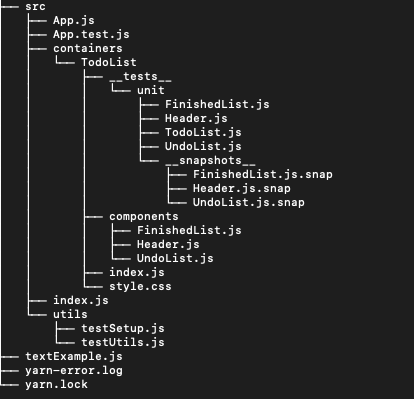 ├── src
│   ├── App.js
│   ├── App.test.js
│   ├── containers
│   │   └── TodoList
│   │       ├── __tests__
│   │       │   └── unit
│   │       │       ├── FinishedList.js
│   │       │       ├── Header.js
│   │       │       ├── TodoList.js
│   │       │       ├── UndoList.js
│   │       │       └── __snapshots__
│   │       │           ├── FinishedList.js.snap
│   │       │           ├── Header.js.snap
│   │       │           └── UndoList.js.snap
│   │       ├── components
│   │       │   ├── FinishedList.js
│   │       │   ├── Header.js
│   │       │   └── UndoList.js
│   │       ├── index.js
│   │       └── style.css
│   ├── index.js
│   └── utils
│       ├── testSetup.js
│       └── testUtils.js
├── textExample.js
├── yarn-error.log
└── yarn.lock